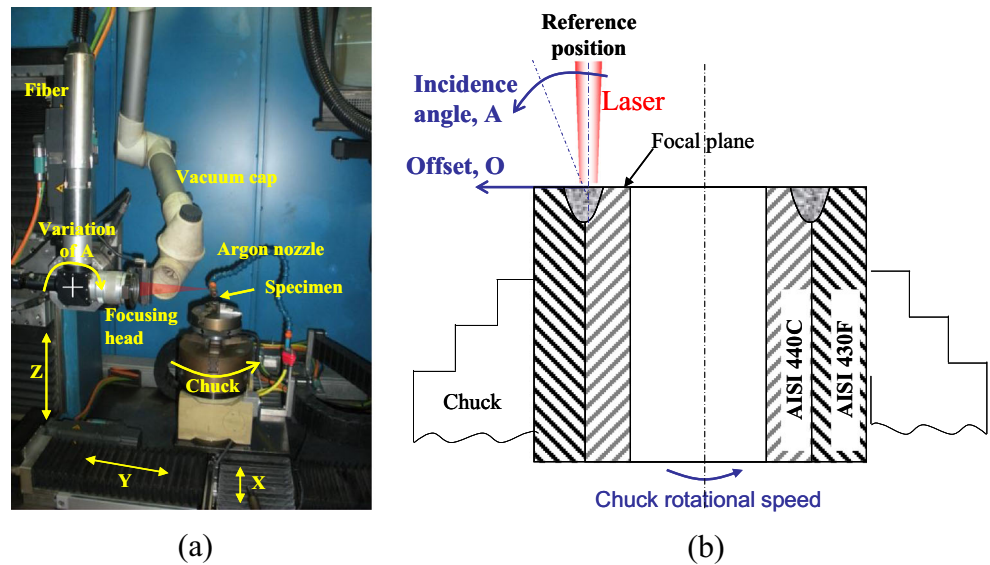 Fiber
Vacuum cap
Variation
of A
Argon nozzle
Specimen
Focusing
head
Z
Chuck
Y
X
(a)
Reference
position
Incidence
angle, A
Laser
Focal plane
Offset, O
AISI 440C
AISI 430F
Chuck
Chuck rotational speed
(b)